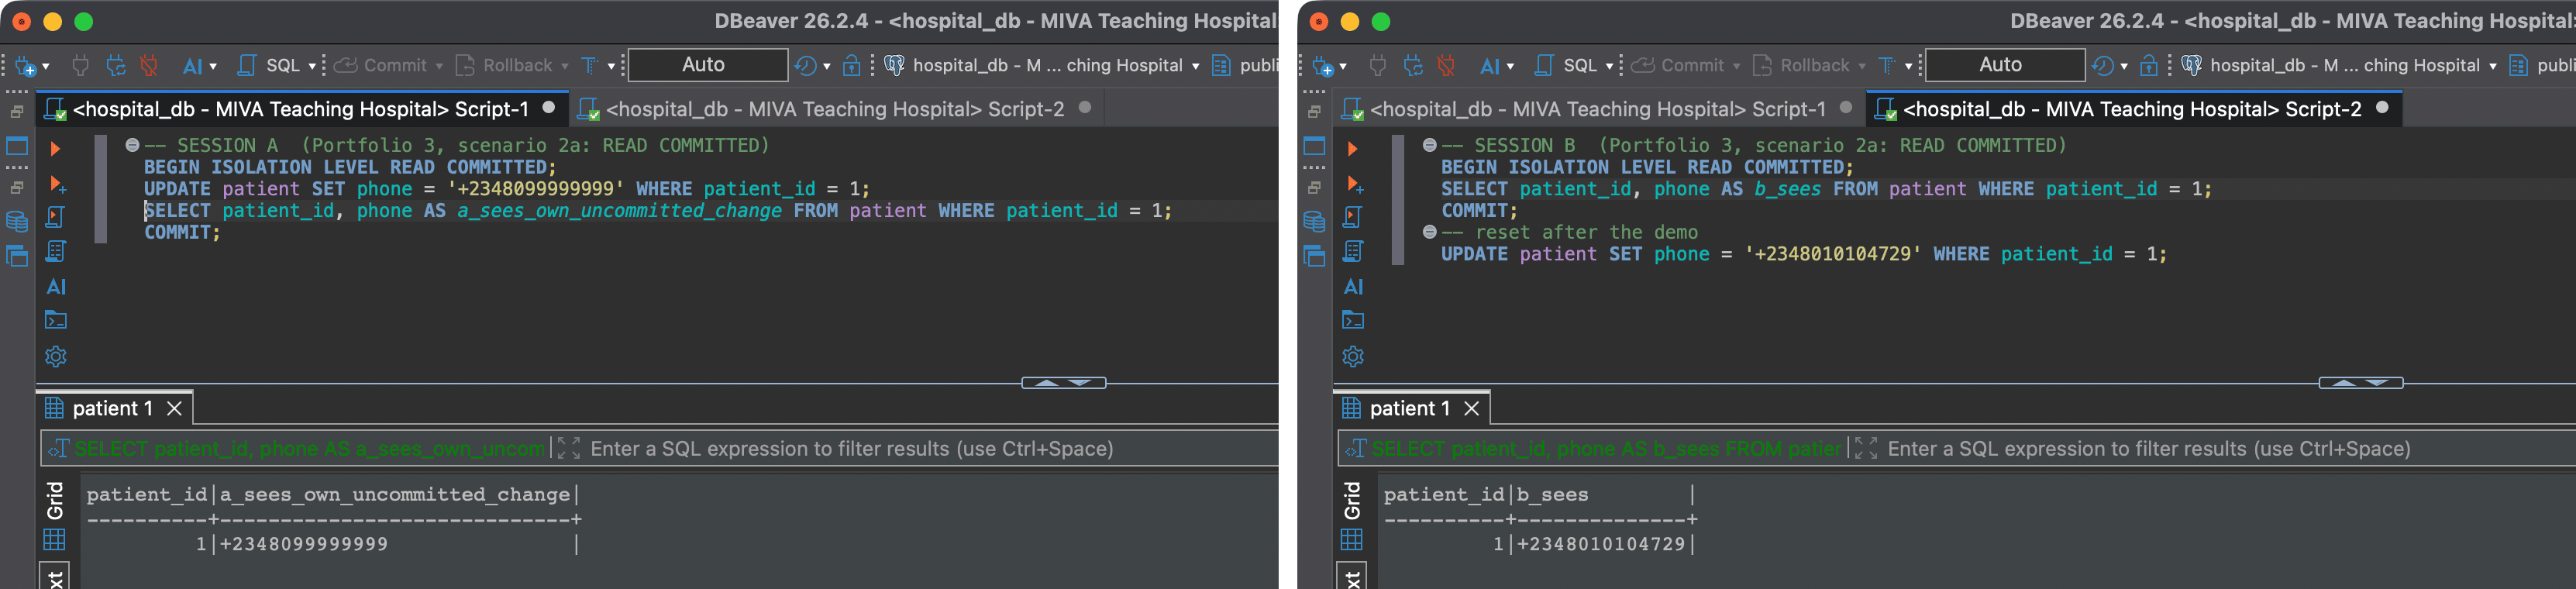 DBeaver 26.2.4 - <hospital_db - MIVA Teaching Hospital
AI SQL Commit Rollback Auto hospital_db - M ... ching Hospital publi
<hospital_db - MIVA Teaching Hospital> Script-1 <hospital_db - MIVA Teaching Hospital> Script-2
-- SESSION A  (Portfolio 3, scenario 2a: READ COMMITTED)
BEGIN ISOLATION LEVEL READ COMMITTED;
UPDATE patient SET phone = '+2348099999999' WHERE patient_id = 1;
SELECT patient_id, phone AS a_sees_own_uncommitted_change FROM patient WHERE patient_id = 1;
COMMIT;
AI
patient 1
SELECT patient_id, phone AS a_sees_own_uncom Enter a SQL expression to filter results (use Ctrl+Space)
Grid
patient_id|a_sees_own_uncommitted_change|
----------+-----------------------------+
1|+2348099999999 |
xt
DBeaver 26.2.4 - <hospital_db - MIVA Teaching Hospital
AI SQL Commit Rollback Auto hospital_db - M ... ching Hospital publi
<hospital_db - MIVA Teaching Hospital> Script-1 <hospital_db - MIVA Teaching Hospital> Script-2
-- SESSION B  (Portfolio 3, scenario 2a: READ COMMITTED)
BEGIN ISOLATION LEVEL READ COMMITTED;
SELECT patient_id, phone AS b_sees FROM patient WHERE patient_id = 1;
COMMIT;
-- reset after the demo
UPDATE patient SET phone = '+2348010104729' WHERE patient_id = 1;
AI
patient 1
SELECT patient_id, phone AS b_sees FROM patier Enter a SQL expression to filter results (use Ctrl+Space)
Grid
patient_id|b_sees |
----------+--------------+
1|+2348010104729|
xt